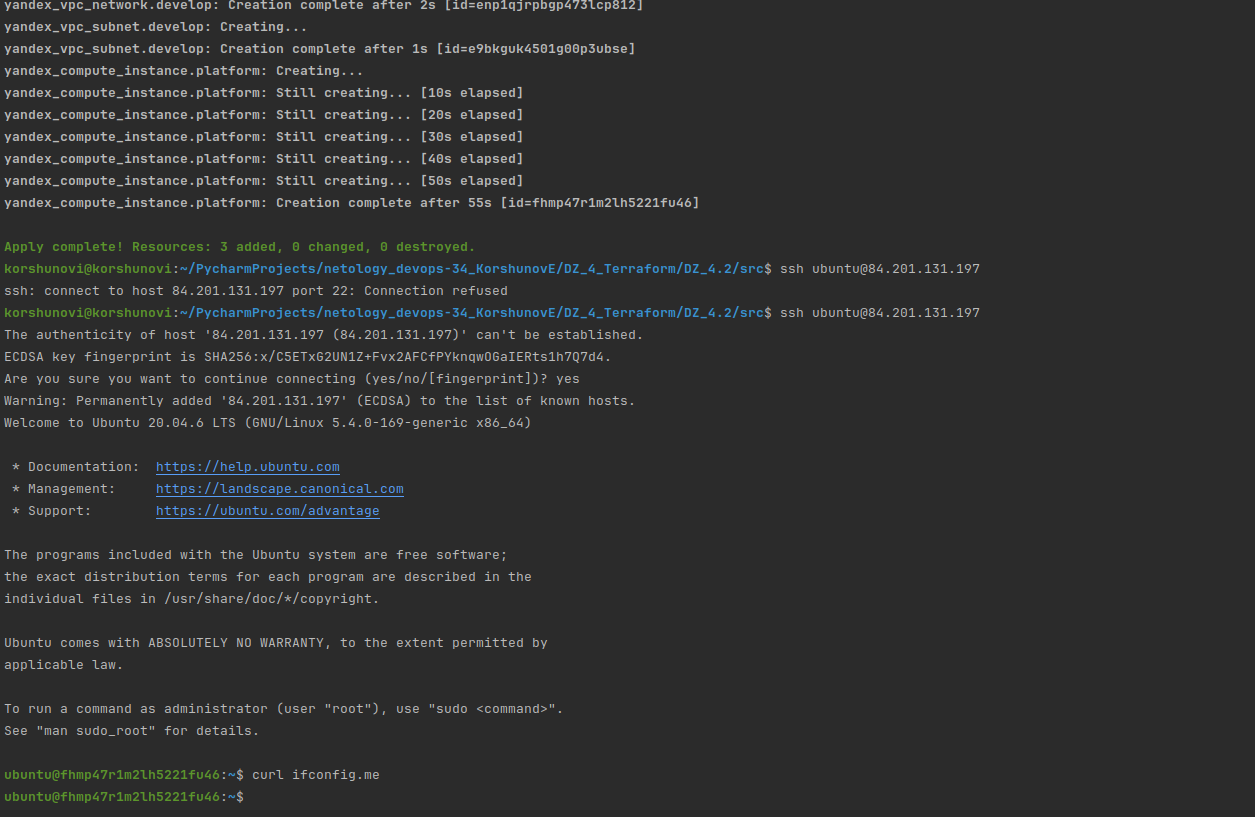 yandex_vpc_network.develop: Creation complete after 2s [id=enp1qjrpbgp473lcp812]
yandex_vpc_subnet.develop: Creating...
yandex_vpc_subnet.develop: Creation complete after 1s [id=e9bkguk4501g00p3ubse]
yandex_compute_instance.platform: Creating...
yandex_compute_instance.platform: Still creating... [10s elapsed]
yandex_compute_instance.platform: Still creating... [20s elapsed]
yandex_compute_instance.platform: Still creating... [30s elapsed]
yandex_compute_instance.platform: Still creating... [40s elapsed]
yandex_compute_instance.platform: Still creating... [50s elapsed]
yandex_compute_instance.platform: Creation complete after 55s [id=fhmp47r1m2lh5221fu46]
Apply complete! Resources: 3 added, 0 changed, 0 destroyed.
korshunovi@korshunovi:~/PycharmProjects/netology_devops-34_KorshunovE/DZ_4_Terraform/DZ_4.2/src$ ssh ubuntu@84.201.131.197
ssh: connect to host 84.201.131.197 port 22: Connection refused
korshunovi@korshunovi:~/PycharmProjects/netology_devops-34_KorshunovE/DZ_4_Terraform/DZ_4.2/src$ ssh ubuntu@84.201.131.197
The authenticity of host '84.201.131.197 (84.201.131.197)' can't be established.
ECDSA key fingerprint is SHA256:x/C5ETxG2UN1Z+Fvx2AFCfPYknqwOGaIERts1h7Q7d4.
Are you sure you want to continue connecting (yes/no/[fingerprint])? yes
Warning: Permanently added '84.201.131.197' (ECDSA) to the list of known hosts.
Welcome to Ubuntu 20.04.6 LTS (GNU/Linux 5.4.0-169-generic x86_64)
* Documentation:  https://help.ubuntu.com
* Management:     https://landscape.canonical.com
* Support:        https://ubuntu.com/advantage
The programs included with the Ubuntu system are free software;
the exact distribution terms for each program are described in the
individual files in /usr/share/doc/*/copyright.
Ubuntu comes with ABSOLUTELY NO WARRANTY, to the extent permitted by
applicable law.
To run a command as administrator (user "root"), use "sudo <command>".
See "man sudo_root" for details.
ubuntu@fhmp47r1m2lh5221fu46:~$ curl ifconfig.me
ubuntu@fhmp47r1m2lh5221fu46:~$